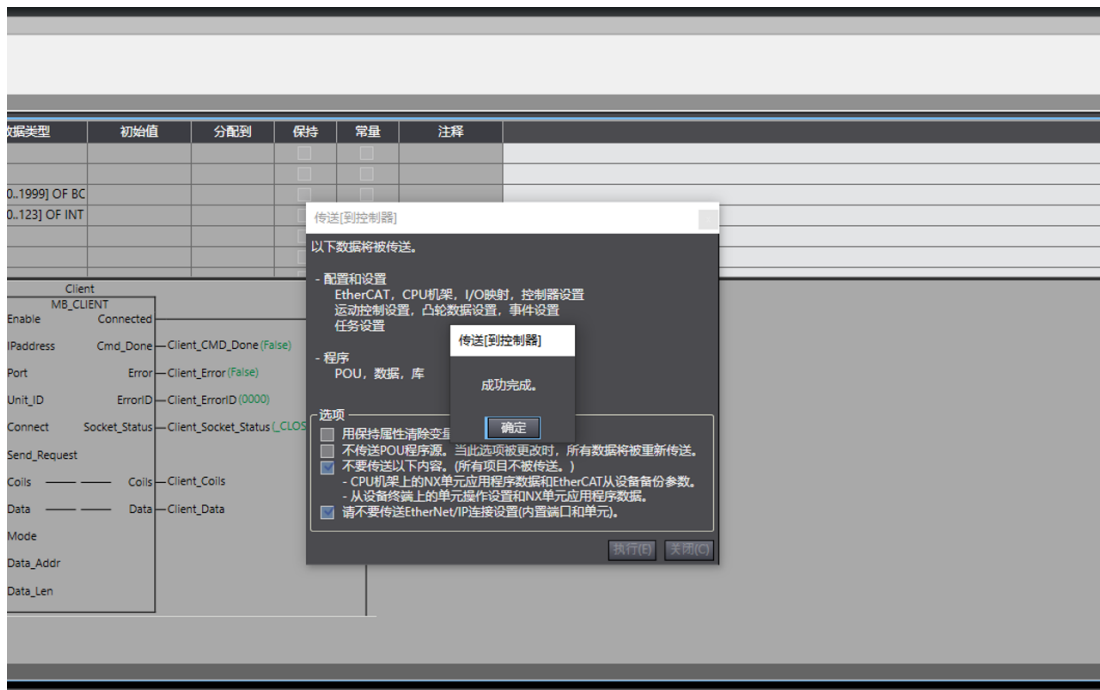 数据类型 初始值 分配到 保持 常量 注释
0..1999] OF BC
0..123] OF INT
传送[到控制器]
以下数据将被传送。
- 配置和设置
EtherCAT，CPU机架，I/O映射，控制器设置
运动控制设置，凸轮数据设置，事件设置
任务设置
- 程序
POU，数据，库
传送[到控制器]
成功完成。
确定
选项
用保持属性清除变量
不传送POU程序源。当此选项被更改时，所有数据将被重新传送。
不要传送以下内容。(所有项目不被传送。)
- CPU机架上的NX单元应用程序数据和EtherCAT从设备备份参数。
- 从设备终端上的单元操作设置和NX单元应用程序数据。
请不要传送EtherNet/IP连接设置(内置端口和单元)。
执行(E) 关闭(C)
Client
MB_CLIENT
Enable Connected
IPaddress Cmd_Done Client_CMD_Done(False)
Port Error Client_Error(False)
Unit_ID ErrorID Client_ErrorID(0000)
Connect Socket_Status Client_Socket_Status(_CLOS
Send_Request
Coils Coils Client_Coils
Data Data Client_Data
Mode
Data_Addr
Data_Len